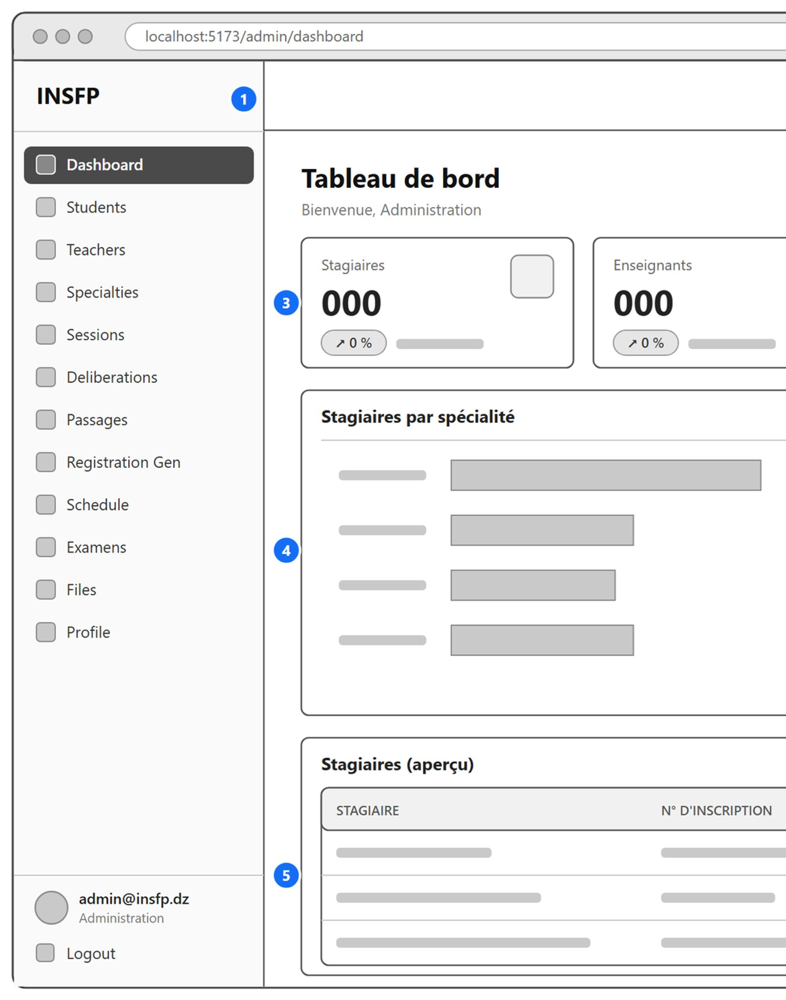 localhost:5173/admin/dashboard
INSFP
1
Dashboard
Students
Teachers
Specialties
Sessions
Deliberations
Passages
Registration Gen
Schedule
Examens
Files
Profile
admin@insfp.dz
Administration
Logout
Tableau de bord
Bienvenue, Administration
3
Stagiaires
000
↗ 0 %
Enseignants
000
↗ 0 %
4
Stagiaires par spécialité
5
Stagiaires (aperçu)
STAGIAIRE
N° D'INSCRIPTION